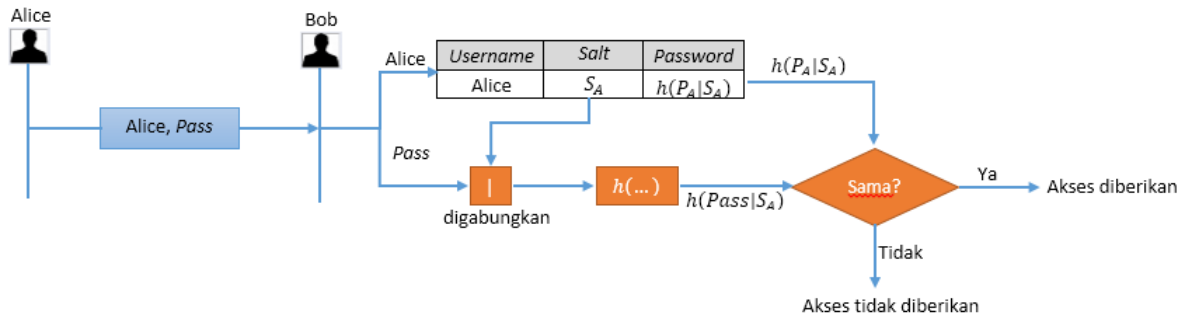 Alice
Bob
Alice
Username Salt Password
Alice S_A h(P_A|S_A)
h(P_A|S_A)
Alice, Pass
Pass
|
h(…)
Sama?
Ya
Akses diberikan
digabungkan
h(Pass|S_A)
Tidak
Akses tidak diberikan